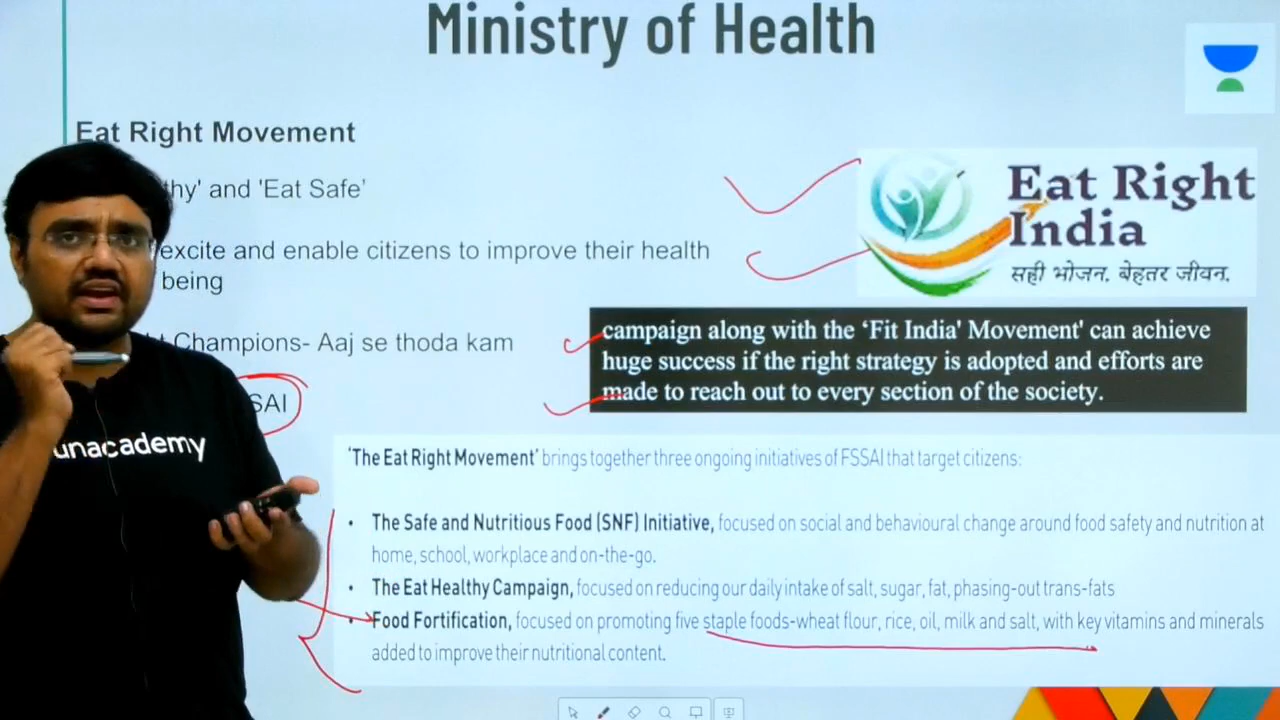 Ministry of Health
Eat Right Movement
thy' and 'Eat Safe'
excite and enable citizens to improve their health
being
Champions- Aaj se thoda kam
SAI
Eat Right
India
सही भोजन. बेहतर जीवन.
campaign along with the ‘Fit India' Movement' can achieve
huge success if the right strategy is adopted and efforts are
made to reach out to every section of the society.
unacademy
‘The Eat Right Movement’ brings together three ongoing initiatives of FSSAI that target citizens:
• The Safe and Nutritious Food (SNF) Initiative, focused on social and behavioural change around food safety and nutrition at
home, school, workplace and on-the-go.
• The Eat Healthy Campaign, focused on reducing our daily intake of salt, sugar, fat, phasing-out trans-fats
• Food Fortification, focused on promoting five staple foods-wheat flour, rice, oil, milk and salt, with key vitamins and minerals
added to improve their nutritional content.